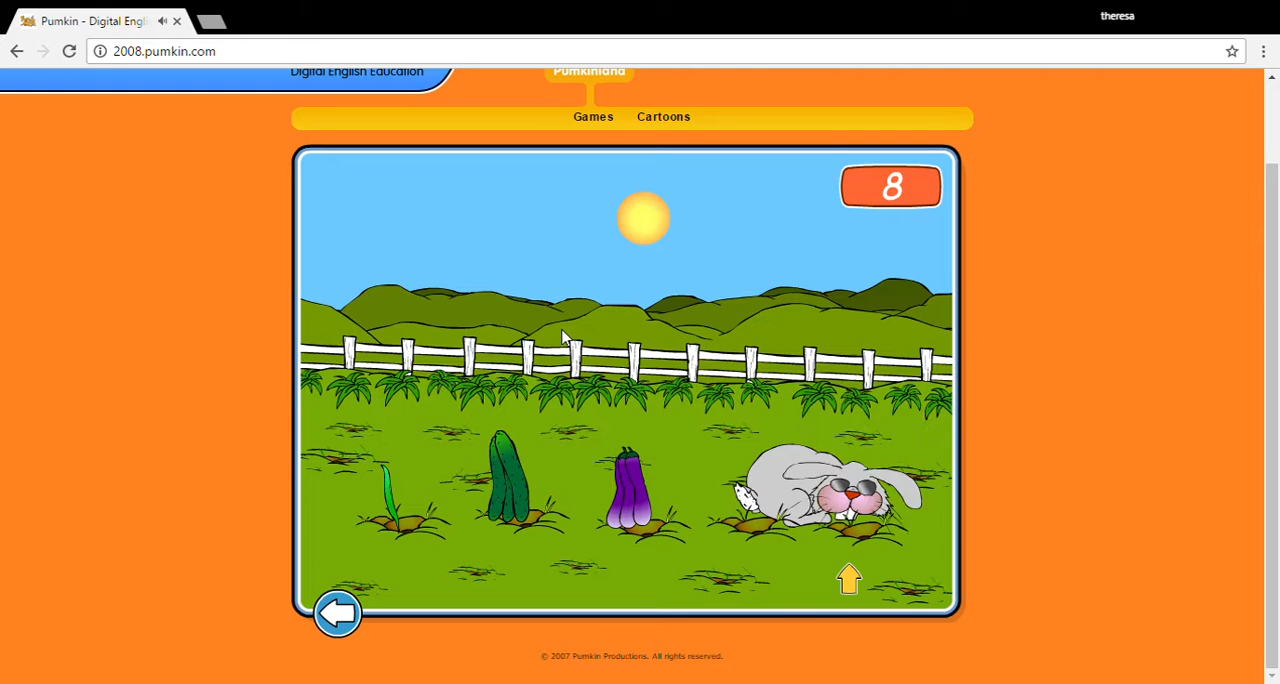 theresa
Pumkin - Digital Engli
2008.pumkin.com
Digital English Education
Pumkinland
Games Cartoons
8
© 2007 Pumkin Productions. All rights reserved.